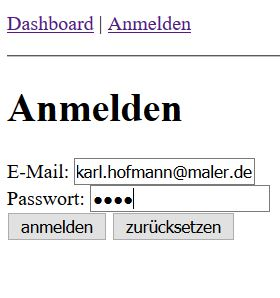 Dashboard | Anmelden
Anmelden
E-Mail: karl.hofmann@maler.de
Passwort: ••••
anmelden zurücksetzen